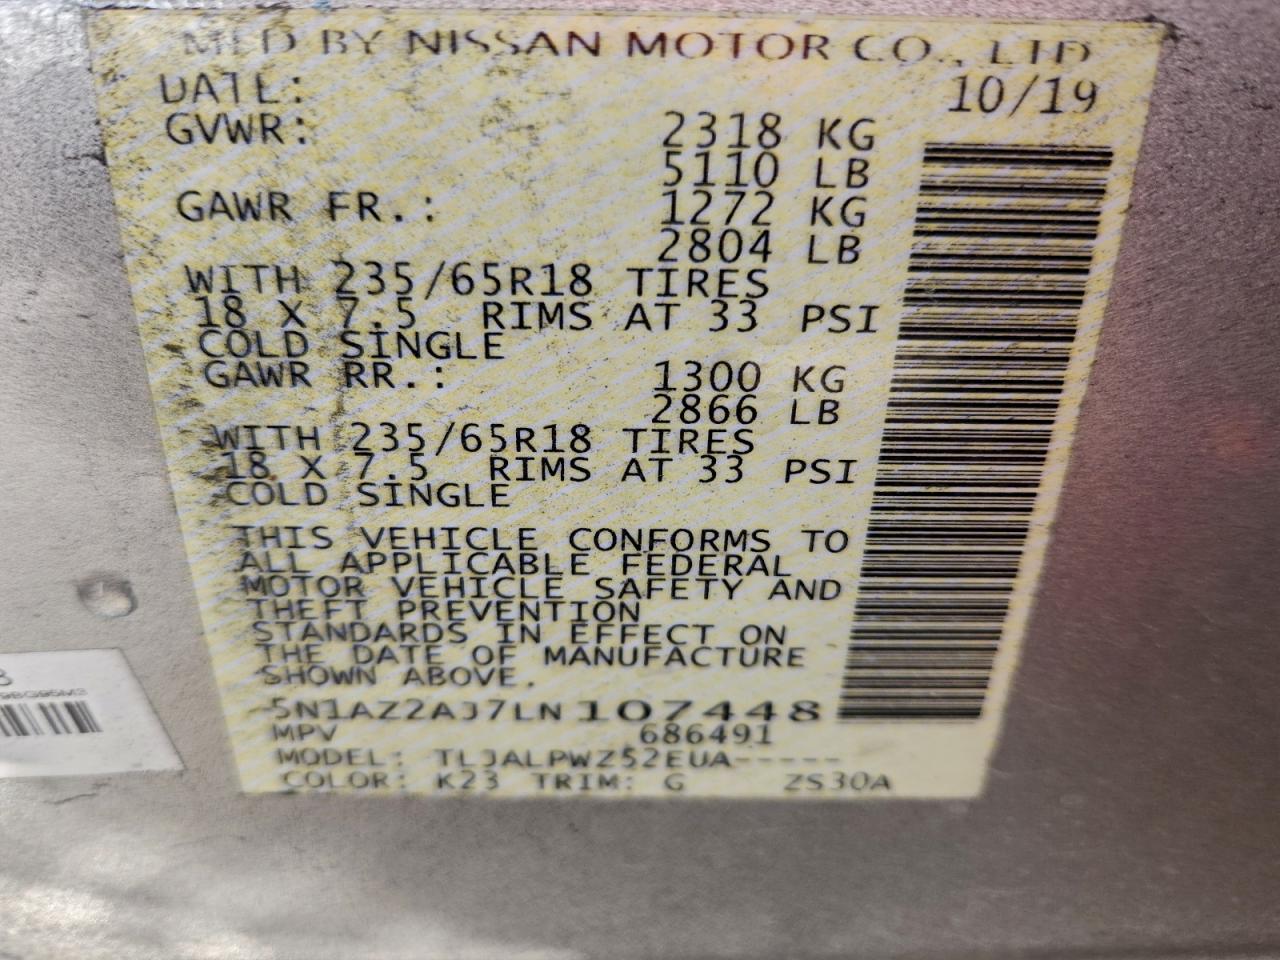 MFD BY NISSAN MOTOR CO., LTD
DATE: 10/19
GVWR: 2318 KG
5110 LB
GAWR FR.: 1272 KG
2804 LB
WITH 235/65R18 TIRES
18 X 7.5 RIMS AT 33 PSI
COLD SINGLE
GAWR RR.: 1300 KG
2866 LB
WITH 235/65R18 TIRES
18 X 7.5 RIMS AT 33 PSI
COLD SINGLE
THIS VEHICLE CONFORMS TO
ALL APPLICABLE FEDERAL
MOTOR VEHICLE SAFETY AND
THEFT PREVENTION
STANDARDS IN EFFECT ON
THE DATE OF MANUFACTURE
SHOWN ABOVE.
5N1AZ2AJ7LN107448
MPV 686491
MODEL: TLJALPWZ52EUA-----
COLOR: K23 TRIM: G ZS30A